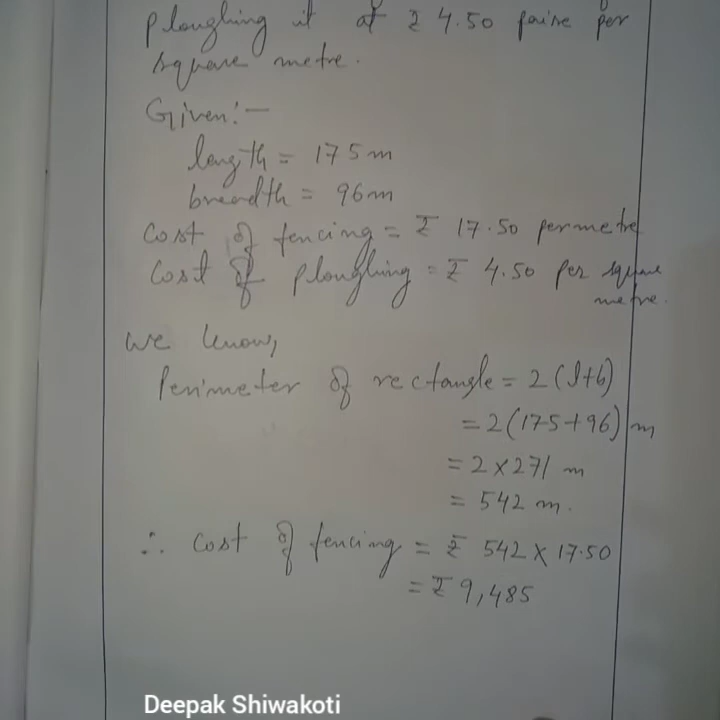 ploughing it at ₹ 4.50 paise per
square metre.
Given:-
length = 175 m
breadth = 96 m
Cost of fencing = ₹ 17.50 per metre
Cost of ploughing = ₹ 4.50 per square
metre.
We know,
Perimeter of rectangle = 2 (l+b)
= 2(175+96) m
= 2 × 271 m
= 542 m.
∴ Cost of fencing = ₹ 542 × 17.50
= ₹ 9,485
Deepak Shiwakoti